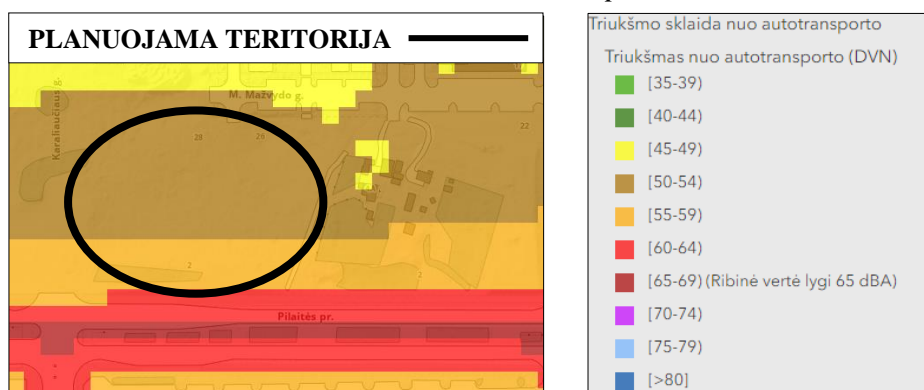 PLANUOJAMA TERITORIJA
M. Mažvydo g.
Karaliaučiaus g.
28
26
22
2
2
Pilaitės pr.
Triukšmo sklaida nuo autotransporto
Triukšmas nuo autotransporto (DVN)
[35-39)
[40-44)
[45-49)
[50-54)
[55-59)
[60-64)
[65-69) (Ribinė vertė lygi 65 dBA)
[70-74)
[75-79)
[>80]